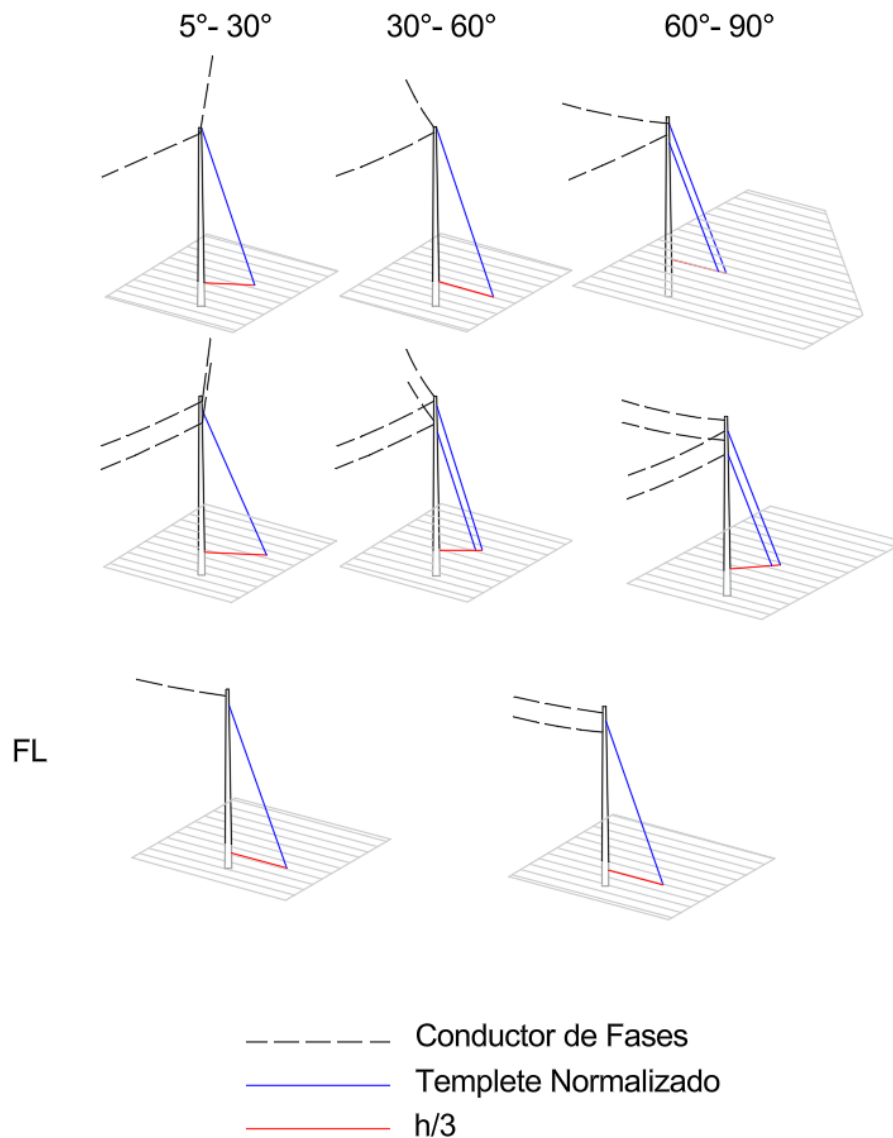 5°- 30°
30°- 60°
60°- 90°
FL
Conductor de Fases
Templete Normalizado
h/3